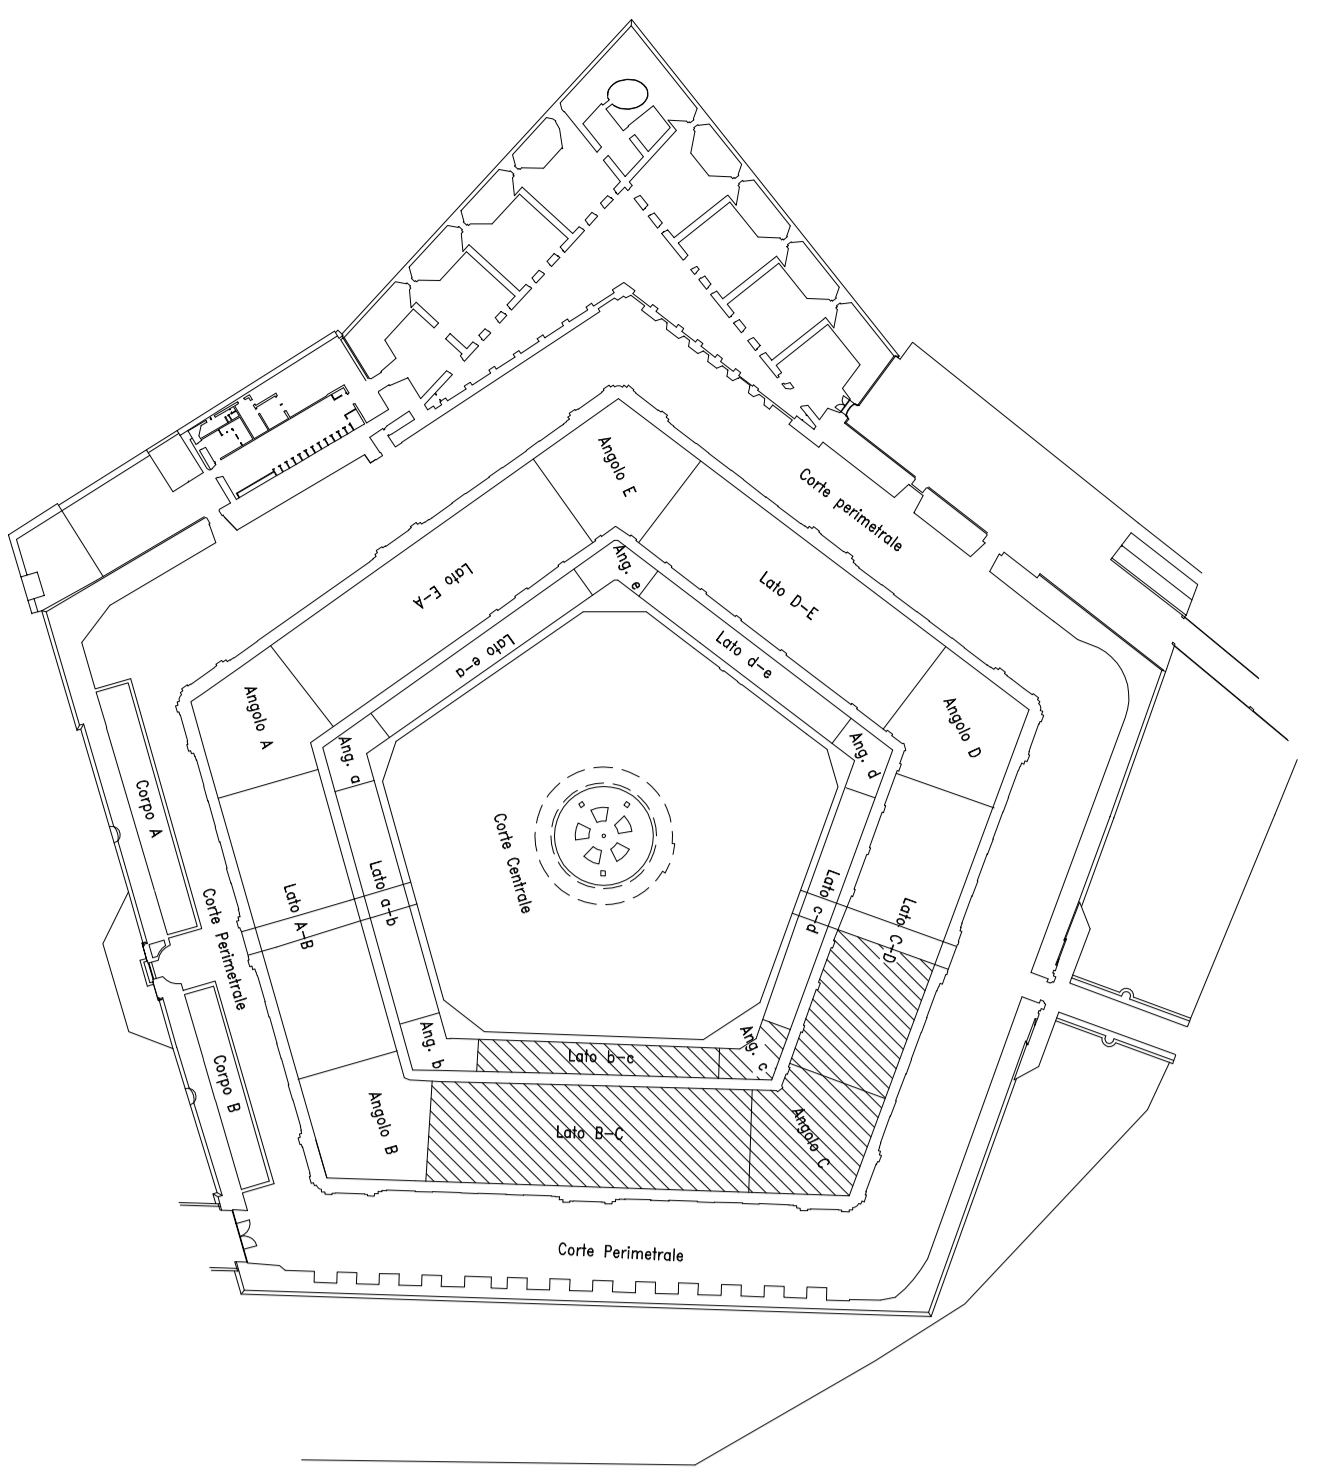 Angolo E
Corte perimetrale
Ang. e
Lato E-A
Lato D-E
Lato e-a
Lato d-e
Angolo A
Angolo D
Ang. a
Ang. d
Corpo A
Corte Centrale
Lato a-b
Lato c-d
Lato A-B
Lato C-D
Corte Perimetrale
Ang. b
Ang. c
Lato b-c
Corpo B
Angolo B
Lato B-C
Angolo C
Corte Perimetrale